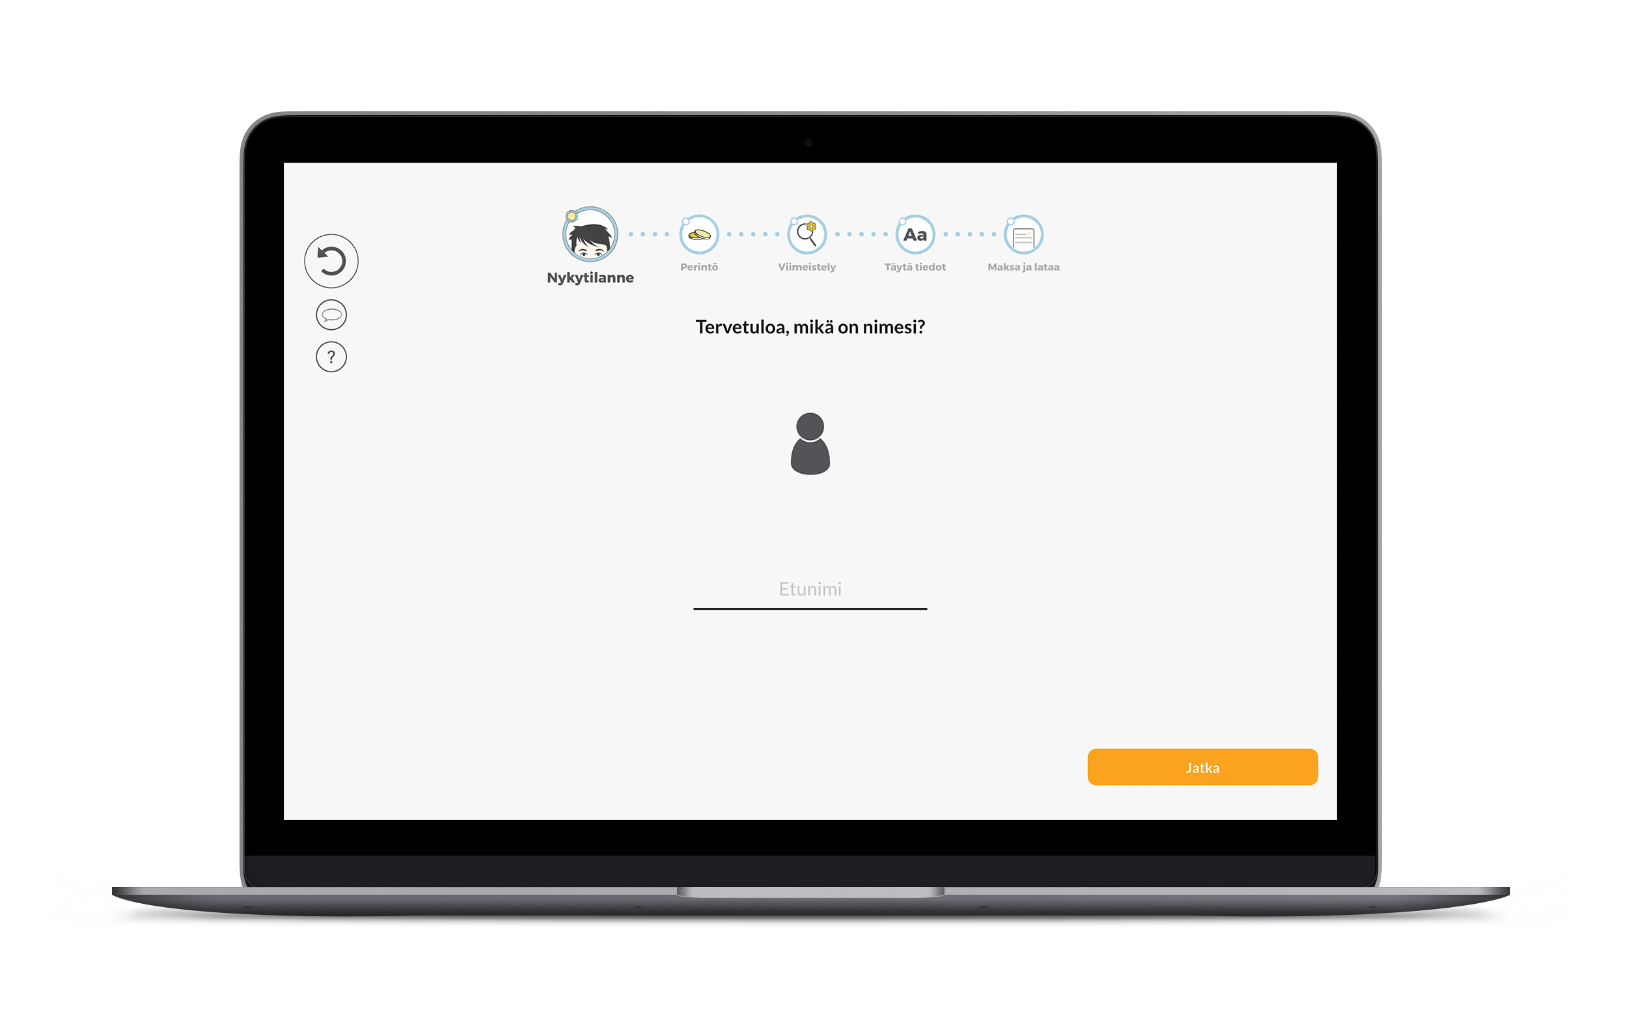 Nykytilanne
Perintö
Viimeistely
Aa
Täytä tiedot
Maksa ja lataa
?
Tervetuloa, mikä on nimesi?
Etunimi
Jatka